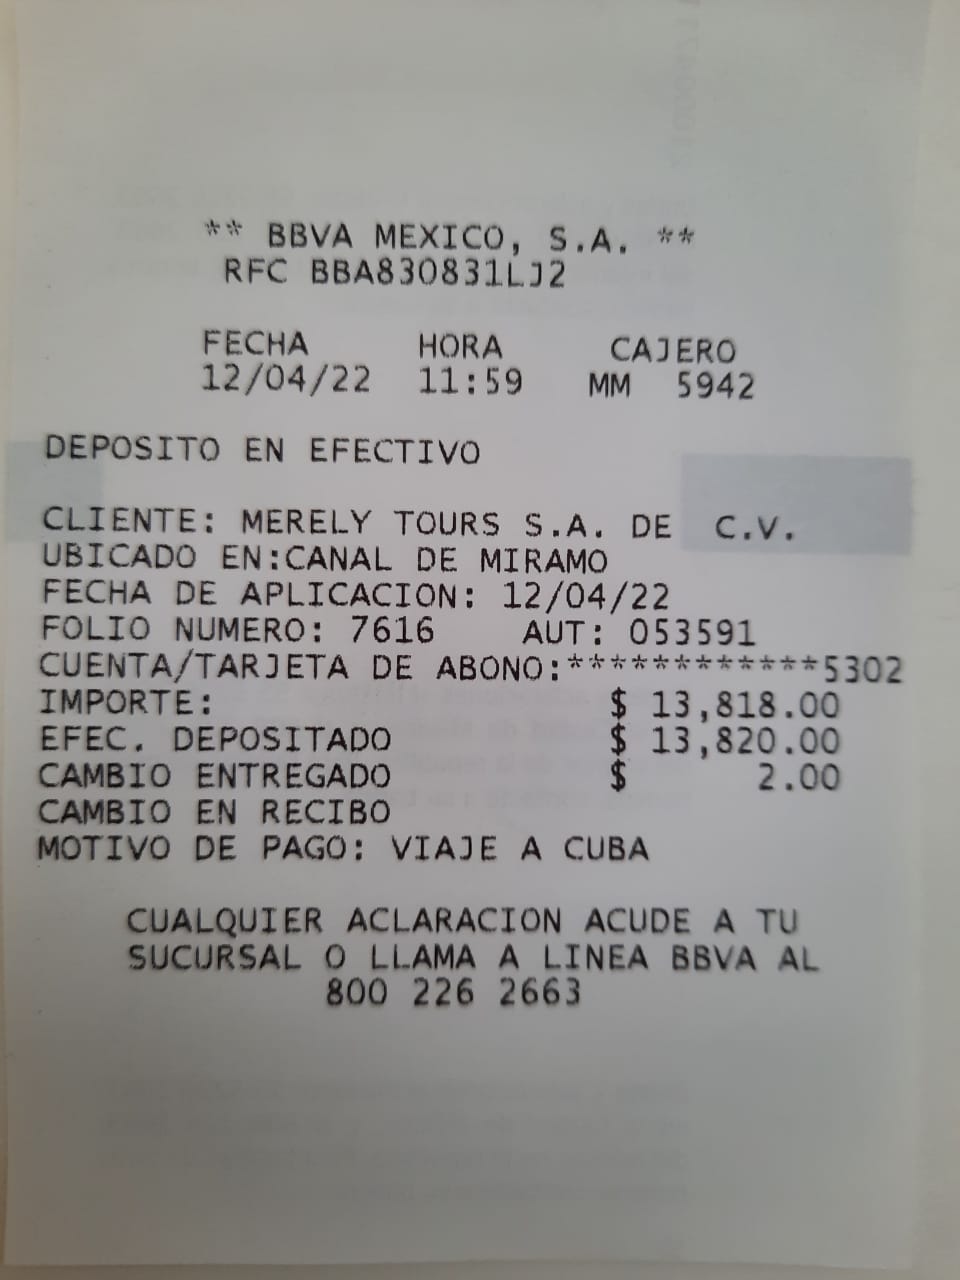 ** BBVA MEXICO, S.A. **
RFC BBA830831LJ2
FECHA HORA CAJERO
12/04/22 11:59 MM 5942
DEPOSITO EN EFECTIVO
CLIENTE: MERELY TOURS S.A. DE C.V.
UBICADO EN:CANAL DE MIRAMO
FECHA DE APLICACION: 12/04/22
FOLIO NUMERO: 7616 AUT: 053591
CUENTA/TARJETA DE ABONO:************5302
IMPORTE: $ 13,818.00
EFEC. DEPOSITADO $ 13,820.00
CAMBIO ENTREGADO $ 2.00
CAMBIO EN RECIBO
MOTIVO DE PAGO: VIAJE A CUBA
CUALQUIER ACLARACION ACUDE A TU
SUCURSAL O LLAMA A LINEA BBVA AL
800 226 2663